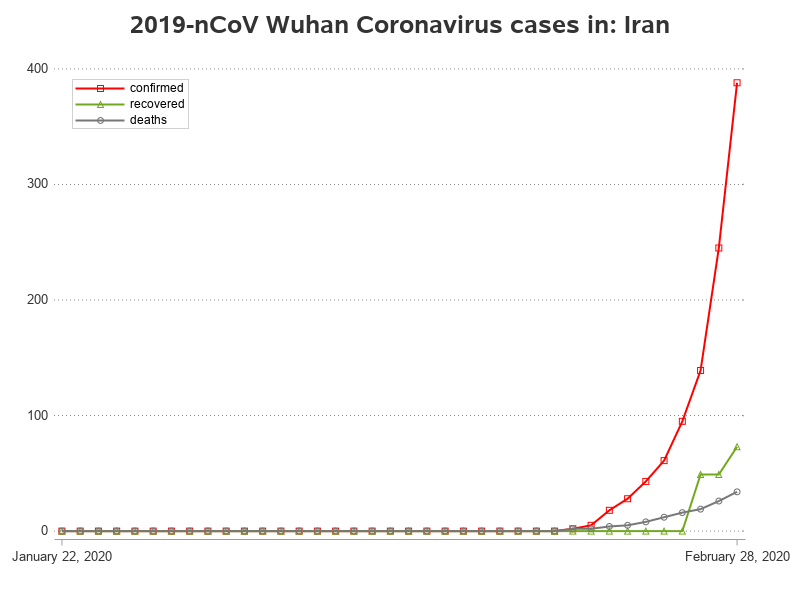 2019-nCoV Wuhan Coronavirus cases in: Iran
400
confirmed
recovered
deaths
300
200
100
0
January 22, 2020
February 28, 2020